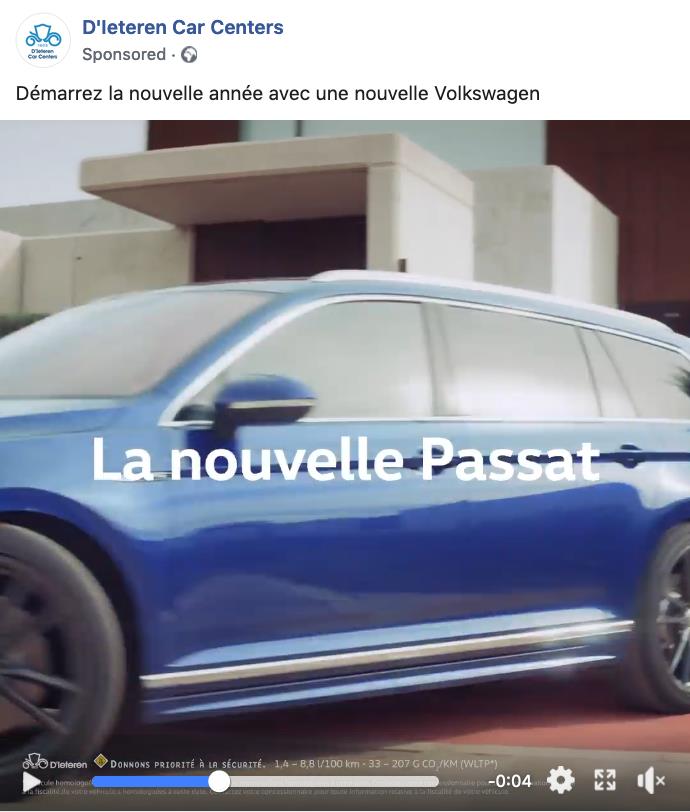 D'Ieteren Car Centers
Sponsored ·
D'Ieteren
Car Centers
Démarrez la nouvelle année avec une nouvelle Volkswagen
La nouvelle Passat
D'Ieteren DONNONS PRIORITÉ À LA SÉCURITÉ. 1,4 – 8,8 l/100 km - 33 – 207 G CO₂/KM (WLTP*)
-0:04